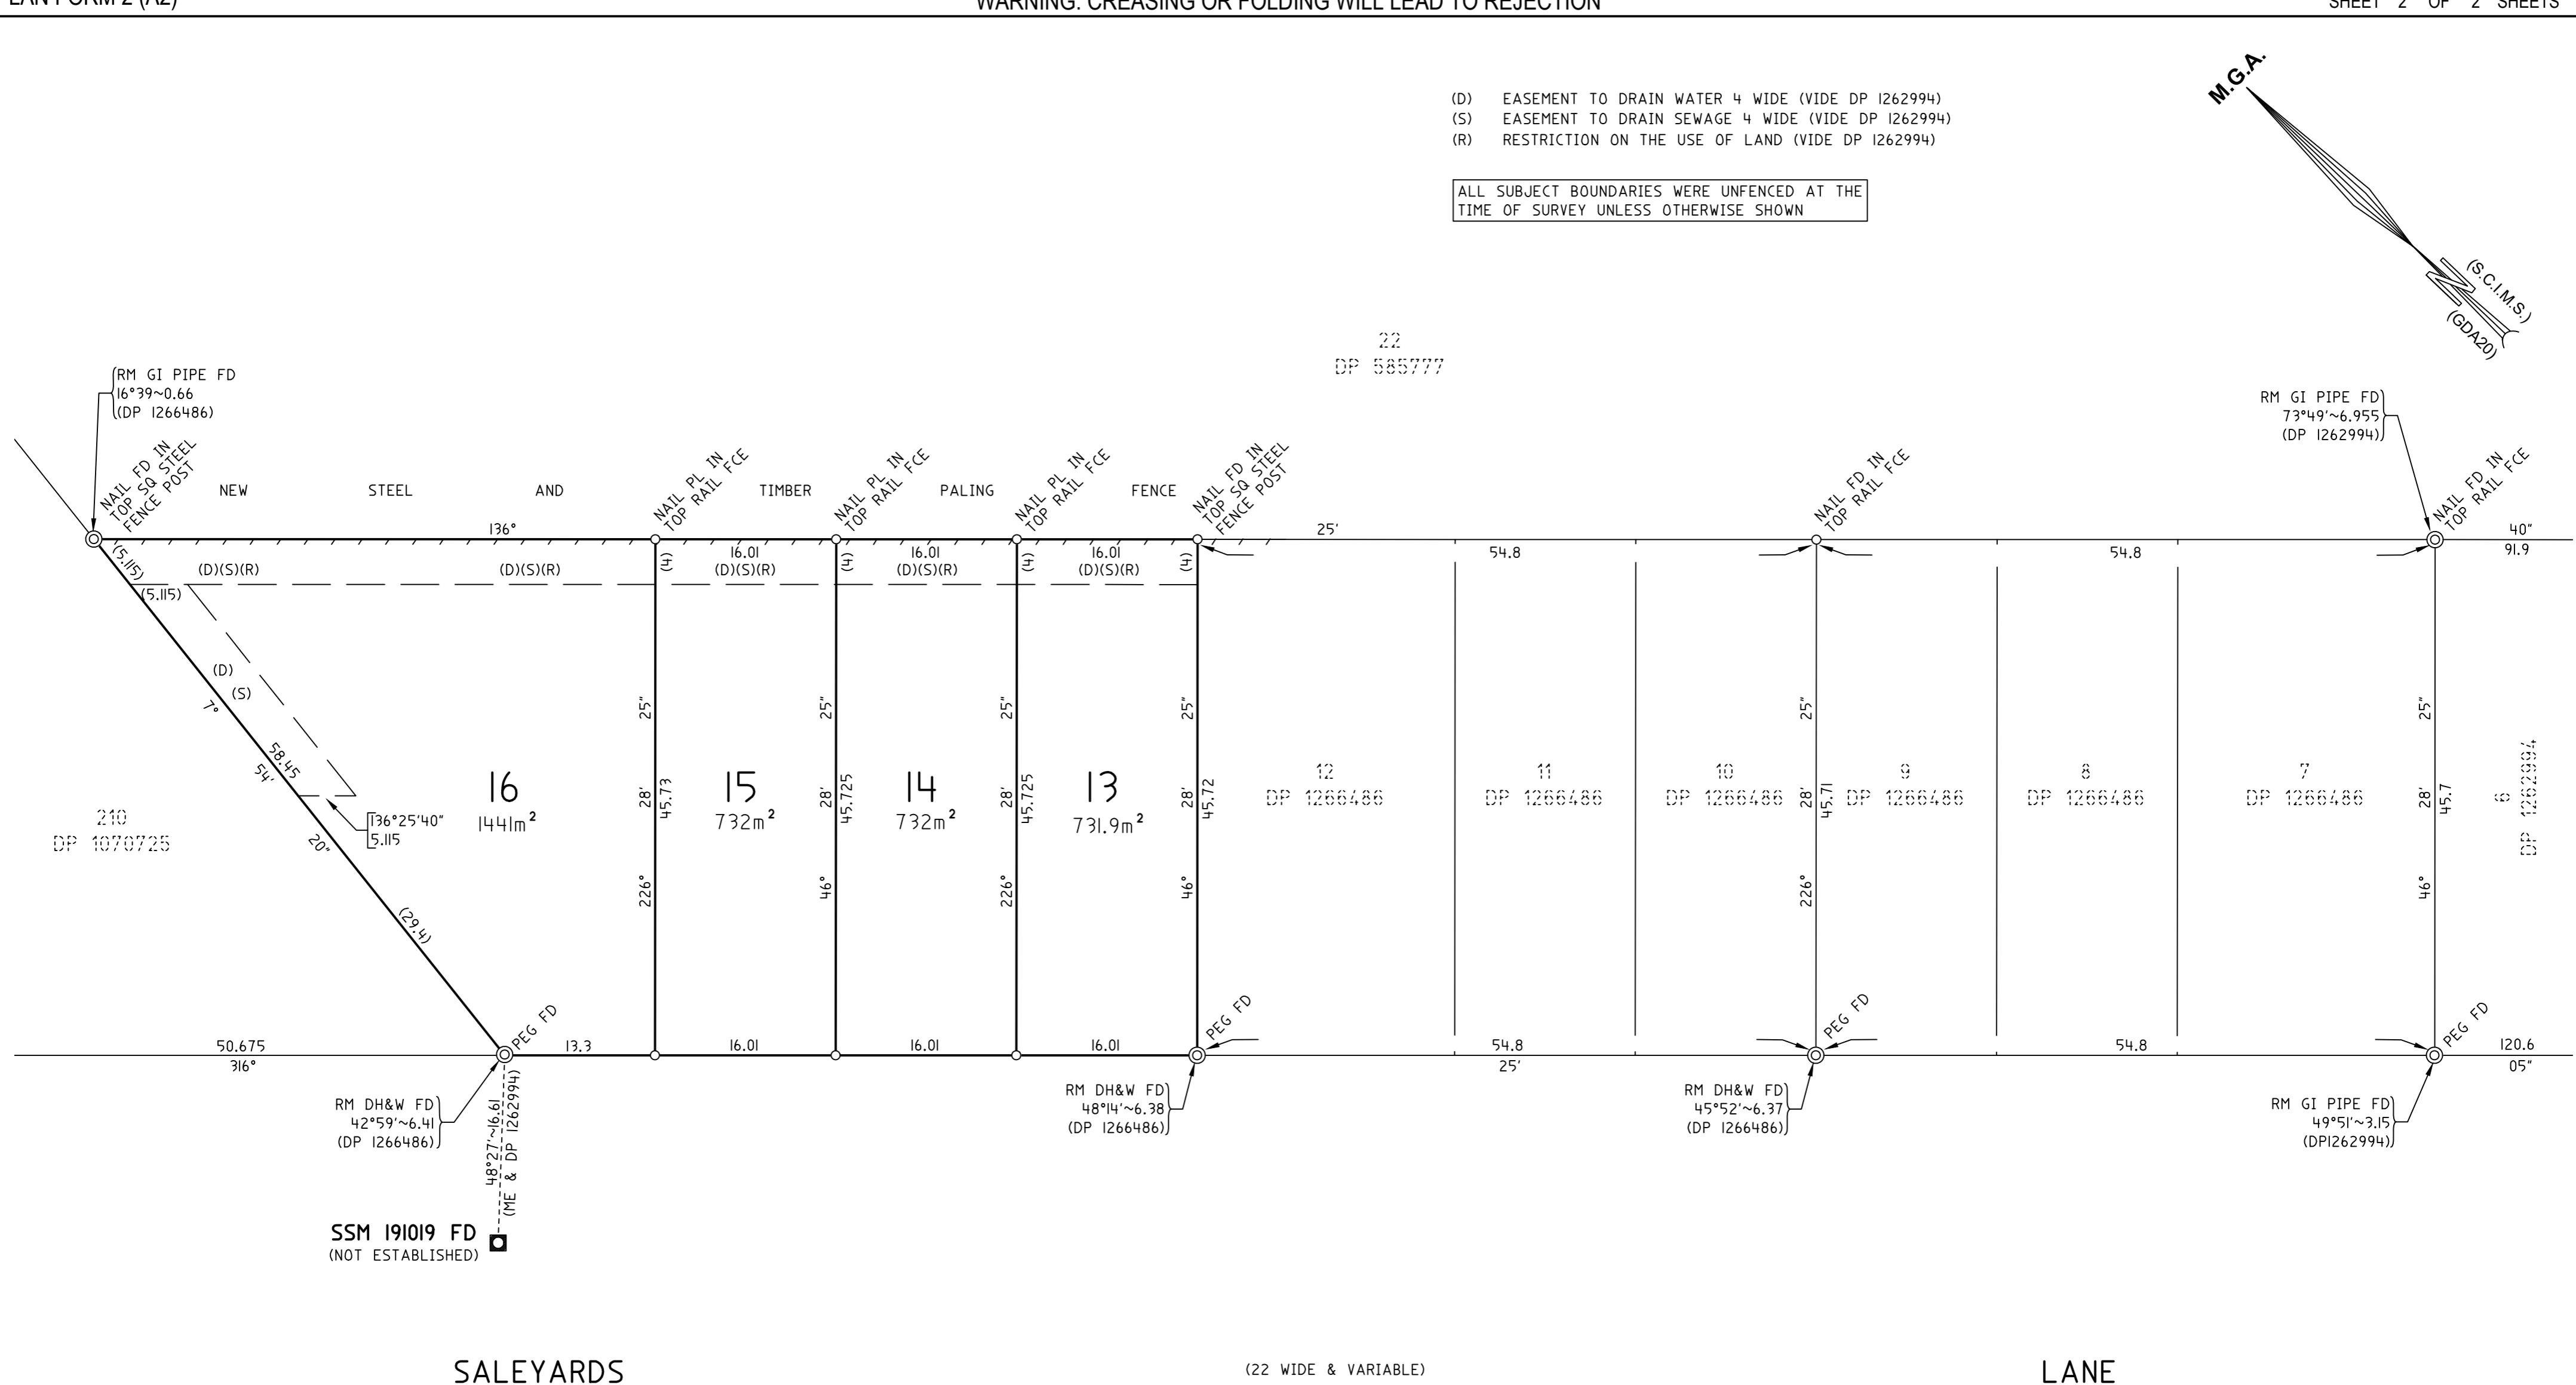 WARNING: CREASING OR FOLDING WILL LEAD TO REJECTION
SHEET 2 OF 2 SHEETS
M.G.A.
(S.C.I.M.S.)
(GDA20)
N
(D) EASEMENT TO DRAIN WATER 4 WIDE (VIDE DP 1262994)
(S) EASEMENT TO DRAIN SEWAGE 4 WIDE (VIDE DP 1262994)
(R) RESTRICTION ON THE USE OF LAND (VIDE DP 1262994)
ALL SUBJECT BOUNDARIES WERE UNFENCED AT THE
TIME OF SURVEY UNLESS OTHERWISE SHOWN
22
DP 585777
RM GI PIPE FD
16°39~0.66
(DP 1266486)
RM GI PIPE FD
73°49'~6.955
(DP 1262994)
NAIL FD IN
TOP SQ STEEL
FENCE POST
NEW STEEL AND TIMBER PALING FENCE
NAIL PL IN
TOP RAIL FCE
NAIL PL IN
TOP RAIL FCE
NAIL PL IN
TOP RAIL FCE
NAIL FD IN
TOP SQ STEEL
FENCE POST
NAIL FD IN
TOP RAIL FCE
NAIL FD IN
TOP RAIL FCE
136° 25' 40"
16.01 16.01 16.01 54.8 54.8 91.9
(5.115)
(4) (4) (4) (4)
(D)(S)(R) (D)(S)(R) (D)(S)(R) (D)(S)(R) (D)(S)(R)
(5.115)
(D)
(S)
7° 54' 20"
58.45
(29.4)
136°25'40"
5.115
226° 28' 25"
45.73
46° 28' 25"
45.725
226° 28' 25"
45.725
46° 28' 25"
45.72
226° 28' 25"
45.71
46° 28' 25"
45.7
210
DP 1070725
16
1441m²
15
732m²
14
732m²
13
731.9m²
12
DP 1266486
11
DP 1266486
10
DP 1266486
9
DP 1266486
8
DP 1266486
7
DP 1266486
6
DP 1262994
PEG FD
PEG FD
PEG FD
PEG FD
50.675 13.3 16.01 16.01 16.01 54.8 54.8 120.6
316° 25' 05"
RM DH&W FD
42°59'~6.41
(DP 1266486)
48°27'~16.61
(ME & DP 1262994)
RM DH&W FD
48°14'~6.38
(DP 1266486)
RM DH&W FD
45°52'~6.37
(DP 1266486)
RM GI PIPE FD
49°51'~3.15
(DP1262994)
SSM 191019 FD
(NOT ESTABLISHED)
SALEYARDS (22 WIDE & VARIABLE) LANE